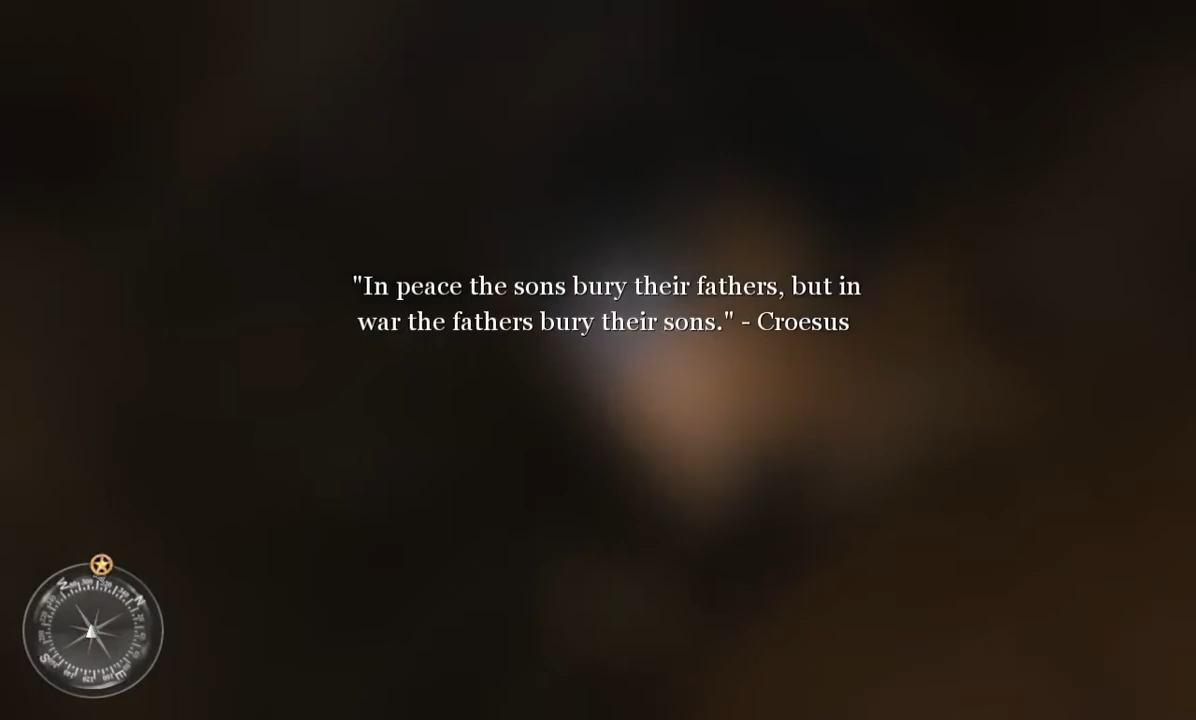 "In peace the sons bury their fathers, but in
war the fathers bury their sons." - Croesus
N
E
S
W